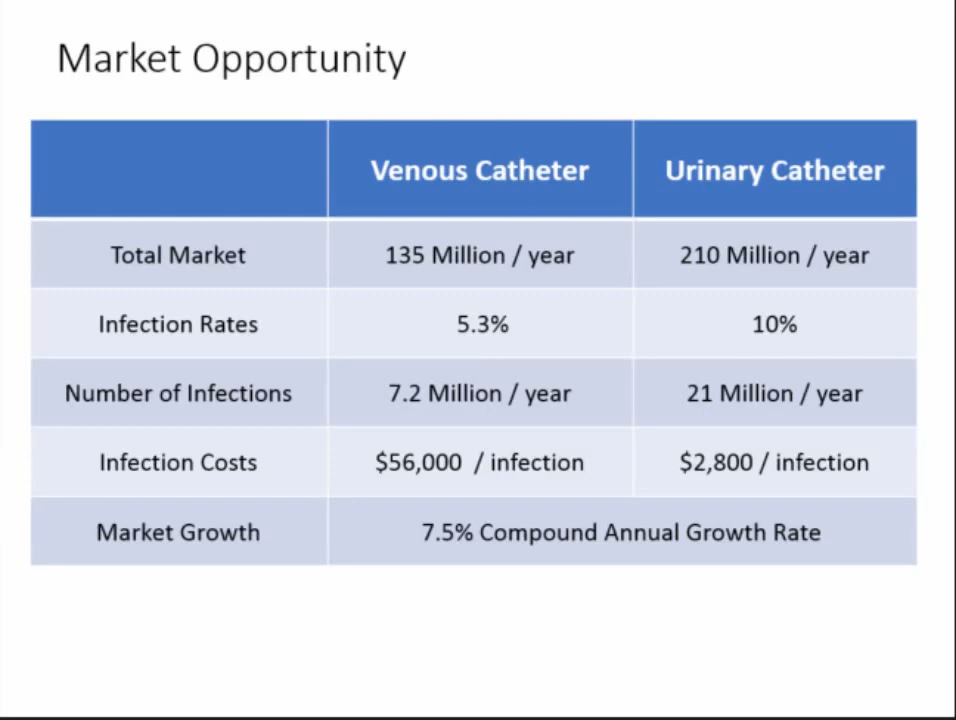 Market Opportunity
Venous Catheter Urinary Catheter
Total Market 135 Million / year 210 Million / year
Infection Rates 5.3% 10%
Number of Infections 7.2 Million / year 21 Million / year
Infection Costs $56,000 / infection $2,800 / infection
Market Growth 7.5% Compound Annual Growth Rate